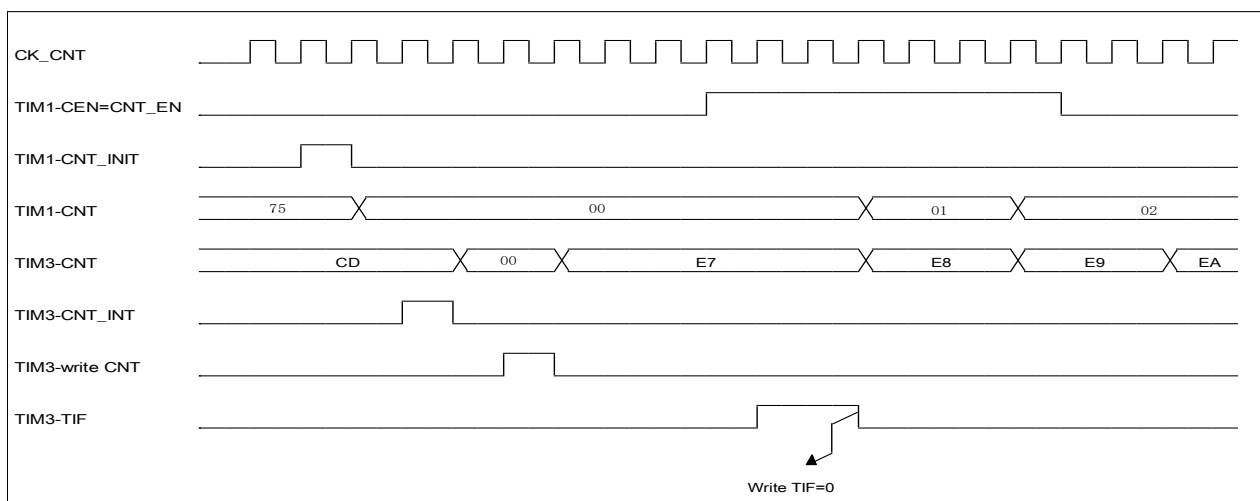 CK_CNT
TIM1-CEN=CNT_EN
TIM1-CNT_INIT
TIM1-CNT 75 00 01 02
TIM3-CNT CD 00 E7 E8 E9 EA
TIM3-CNT_INT
TIM3-write CNT
TIM3-TIF
Write TIF=0